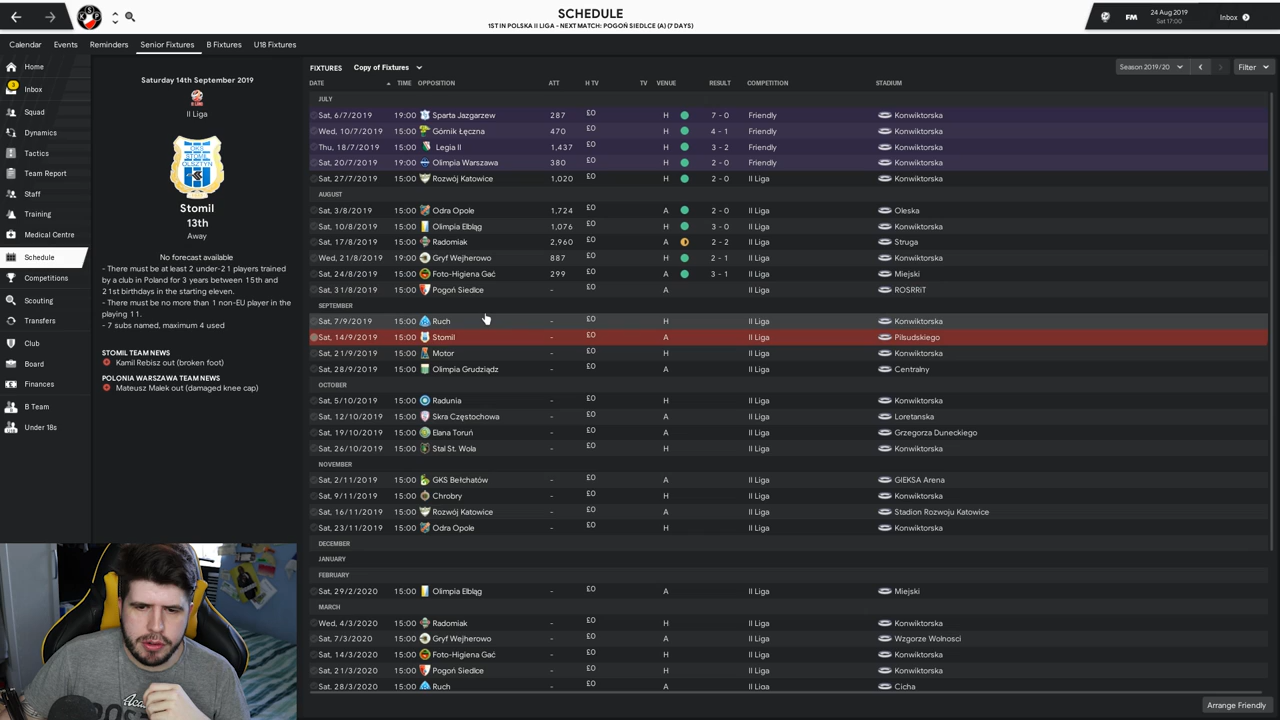 SCHEDULE
1ST IN POLSKA II LIGA - NEXT MATCH: POGOŃ SIEDLCE (A) (7 DAYS)
FM
24 Aug 2019
Sat 17:00
Inbox
Calendar Events Reminders Senior Fixtures B Fixtures U18 Fixtures
Home
Inbox
Squad
Dynamics
Tactics
Team Report
Staff
Training
Medical Centre
Schedule
Competitions
Scouting
Transfers
Club
Board
Finances
B Team
Under 18s
Saturday 14th September 2019
II Liga
OKS
STOMIL
OLSZTYN
Stomil
13th
Away
No forecast available
- There must be at least 2 under-21 players trained
by a club in Poland for 3 years between 15th and
21st birthdays in the starting eleven.
- There must be no more than 1 non-EU player in the
playing 11.
- 7 subs named, maximum 4 used
STOMIL TEAM NEWS
Kamil Rebisz out (broken foot)
POLONIA WARSZAWA TEAM NEWS
Mateusz Małek out (damaged knee cap)
FIXTURES Copy of Fixtures Season 2019/20 Filter
DATE TIME OPPOSITION ATT H TV TV VENUE RESULT COMPETITION STADIUM
JULY
Sat, 6/7/2019 19:00 Sparta Jazgarzew 287 £0 H 7 - 0 Friendly Konwiktorska
Wed, 10/7/2019 15:00 Górnik Łęczna 470 £0 H 4 - 1 Friendly Konwiktorska
Thu, 18/7/2019 15:00 Legia II 1,437 £0 H 3 - 2 Friendly Konwiktorska
Sat, 20/7/2019 19:00 Olimpia Warszawa 380 £0 H 2 - 0 Friendly Konwiktorska
Sat, 27/7/2019 15:00 Rozwój Katowice 1,020 £0 H 2 - 0 II Liga Konwiktorska
AUGUST
Sat, 3/8/2019 15:00 Odra Opole 1,724 £0 A 2 - 0 II Liga Oleska
Sat, 10/8/2019 15:00 Olimpia Elbląg 1,076 £0 H 3 - 0 II Liga Konwiktorska
Sat, 17/8/2019 15:00 Radomiak 2,960 £0 A 2 - 2 II Liga Struga
Wed, 21/8/2019 19:00 Gryf Wejherowo 887 £0 H 2 - 1 II Liga Konwiktorska
Sat, 24/8/2019 15:00 Foto-Higiena Gać 299 £0 A 3 - 1 II Liga Miejski
Sat, 31/8/2019 15:00 Pogoń Siedlce £0 A II Liga ROSRRiT
SEPTEMBER
Sat, 7/9/2019 15:00 Ruch - £0 H II Liga Konwiktorska
Sat, 14/9/2019 15:00 Stomil - £0 A II Liga Piłsudskiego
Sat, 21/9/2019 15:00 Motor - £0 H II Liga Konwiktorska
Sat, 28/9/2019 15:00 Olimpia Grudziądz - £0 A II Liga Centralny
OCTOBER
Sat, 5/10/2019 15:00 Radunia - £0 H II Liga Konwiktorska
Sat, 12/10/2019 15:00 Skra Częstochowa - £0 A II Liga Loretanska
Sat, 19/10/2019 15:00 Elana Toruń - £0 A II Liga Grzegorza Duneckiego
Sat, 26/10/2019 15:00 Stal St. Wola - £0 H II Liga Konwiktorska
NOVEMBER
Sat, 2/11/2019 15:00 GKS Bełchatów - £0 A II Liga GIEKSA Arena
Sat, 9/11/2019 15:00 Chrobry - £0 H II Liga Konwiktorska
Sat, 16/11/2019 15:00 Rozwój Katowice - £0 A II Liga Stadion Rozwoju Katowice
Sat, 23/11/2019 15:00 Odra Opole - £0 H II Liga Konwiktorska
DECEMBER
JANUARY
FEBRUARY
Sat, 29/2/2020 15:00 Olimpia Elbląg - £0 A II Liga Miejski
MARCH
Wed, 4/3/2020 15:00 Radomiak - £0 H II Liga Konwiktorska
Sat, 7/3/2020 15:00 Gryf Wejherowo - £0 A II Liga Wzgorze Wolnosci
Sat, 14/3/2020 15:00 Foto-Higiena Gać - £0 H II Liga Konwiktorska
Sat, 21/3/2020 15:00 Pogoń Siedlce - £0 H II Liga Konwiktorska
Sat, 28/3/2020 15:00 Ruch - £0 A II Liga Cicha
Arrange Friendly